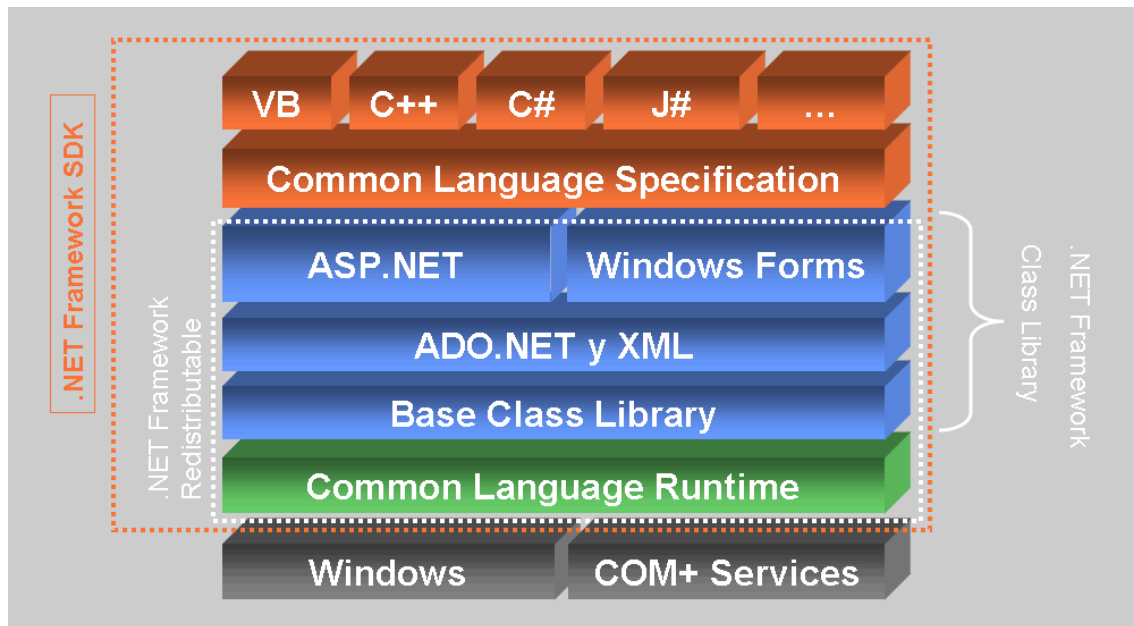 VB
C++
C#
J#
...
Common Language Specification
ASP.NET
Windows Forms
ADO.NET y XML
Base Class Library
Common Language Runtime
Windows
COM+ Services
.NET Framework SDK
.NET Framework
Redistributable
.NET Framework
Class Library